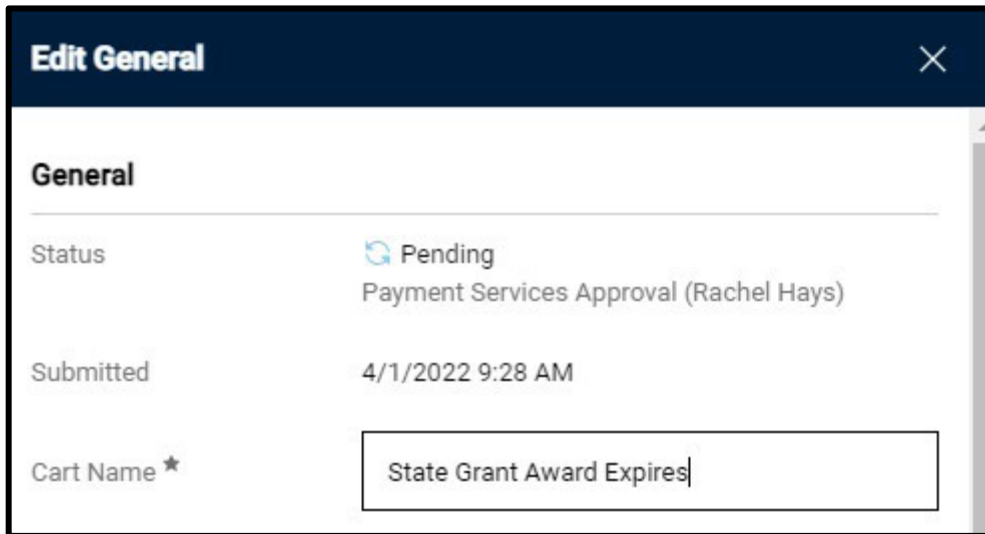 Edit General
General
Status
Pending
Payment Services Approval (Rachel Hays)
Submitted
4/1/2022 9:28 AM
Cart Name ★
State Grant Award Expires